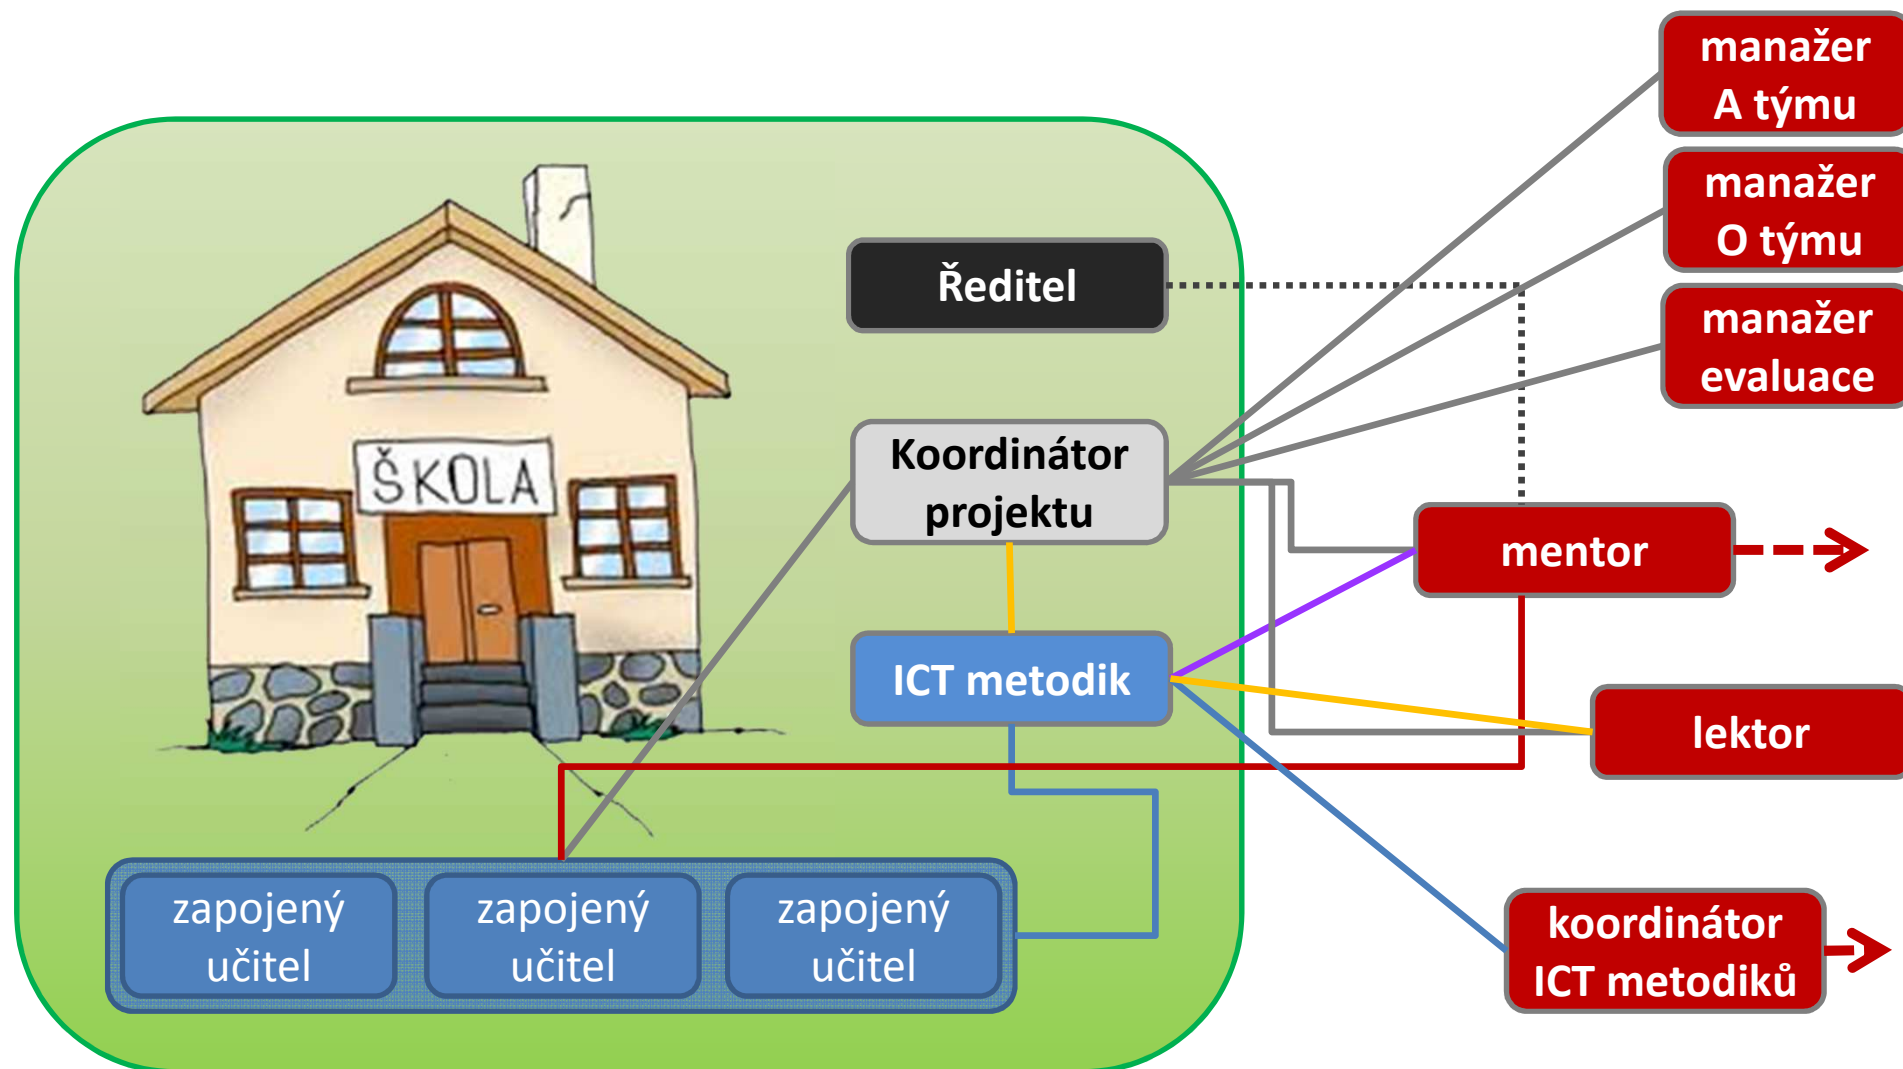 manažer
A týmu
manažer
O týmu
manažer
evaluace
Ředitel
ŠKOLA
Koordinátor
projektu
mentor
ICT metodik
lektor
zapojený
učitel
zapojený
učitel
zapojený
učitel
koordinátor
ICT metodiků